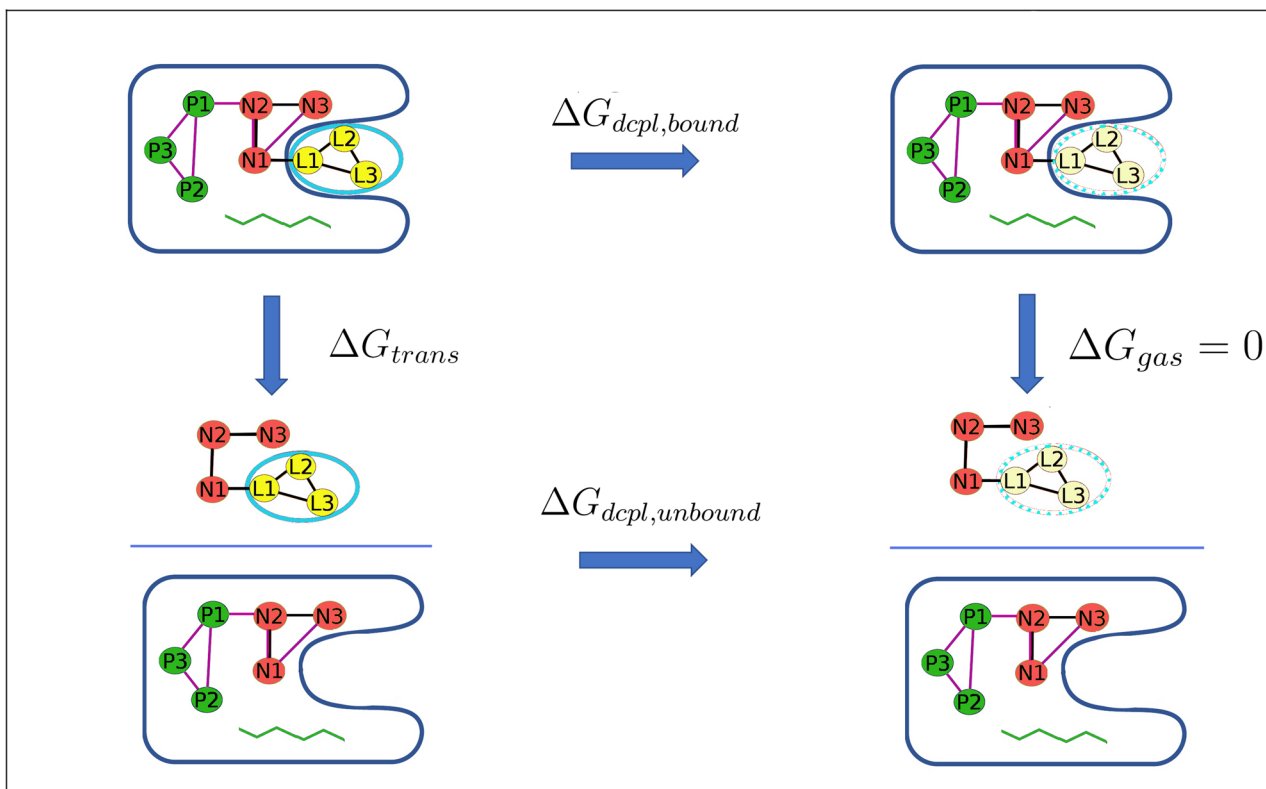 P1 N2 N3 P3 N1 L1 L2 L3 P2
ΔG_{dcpl,bound}
P1 N2 N3 P3 N1 L1 L2 L3 P2
ΔG_{trans}
ΔG_{gas} = 0
N2 N3 N1 L1 L2 L3
ΔG_{dcpl,unbound}
N2 N3 N1 L1 L2 L3
P1 N2 N3 P3 N1 P2
P1 N2 N3 P3 N1 P2